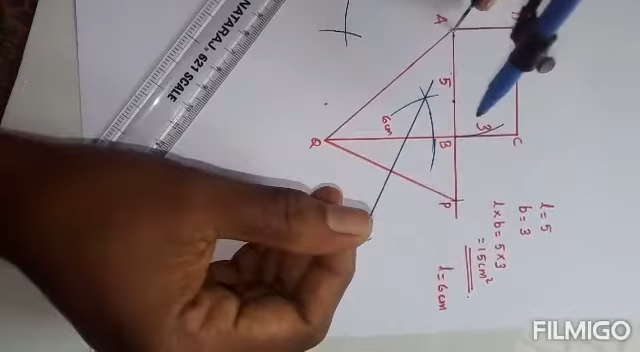 NATARAJ, 621 SCALE
A
5
6cm
3
Q
B
C
P
l = 5
b = 3
l x b = 5 x 3
= 15cm²
l = 6cm
FILMIGO